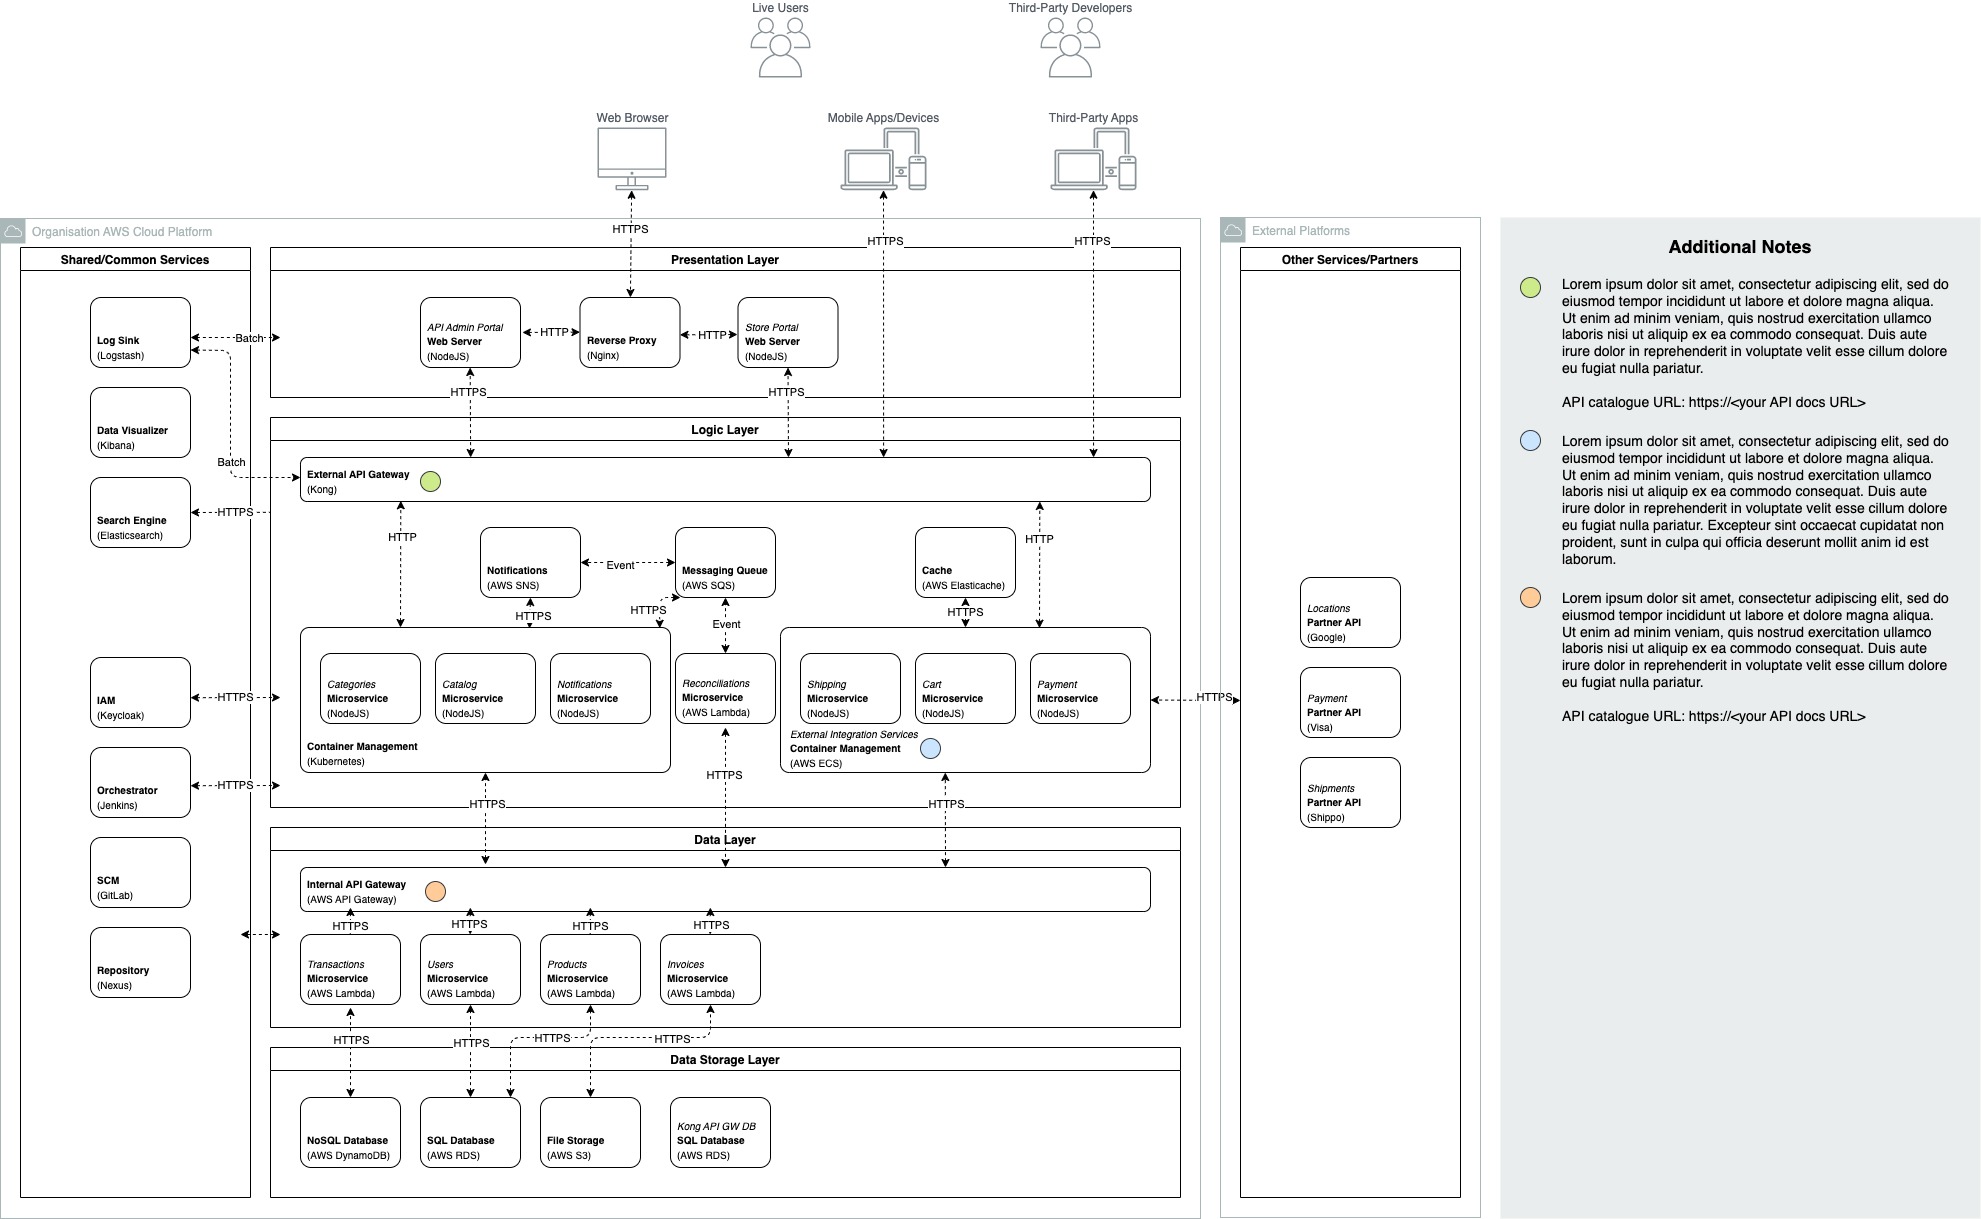 Live Users
Third-Party Developers
Web Browser
Mobile Apps/Devices
Third-Party Apps
HTTPS
HTTPS
HTTPS
Organisation AWS Cloud Platform
Shared/Common Services
Log Sink
(Logstash)
Data Visualizer
(Kibana)
Search Engine
(Elasticsearch)
IAM
(Keycloak)
Orchestrator
(Jenkins)
SCM
(GitLab)
Repository
(Nexus)
Batch
Batch
HTTPS
HTTPS
HTTPS
Presentation Layer
API Admin Portal
Web Server
(NodeJS)
HTTP
Reverse Proxy
(Nginx)
HTTP
Store Portal
Web Server
(NodeJS)
HTTPS
HTTPS
Logic Layer
External API Gateway
(Kong)
HTTP
HTTP
Notifications
(AWS SNS)
Event
Messaging Queue
(AWS SQS)
Cache
(AWS Elasticache)
HTTPS
HTTPS
Event
HTTPS
Categories
Microservice
(NodeJS)
Catalog
Microservice
(NodeJS)
Notifications
Microservice
(NodeJS)
Container Management
(Kubernetes)
Reconciliations
Microservice
(AWS Lambda)
Shipping
Microservice
(NodeJS)
Cart
Microservice
(NodeJS)
Payment
Microservice
(NodeJS)
External Integration Services
Container Management
(AWS ECS)
HTTPS
HTTPS
HTTPS
HTTPS
Data Layer
Internal API Gateway
(AWS API Gateway)
HTTPS
HTTPS
HTTPS
HTTPS
Transactions
Microservice
(AWS Lambda)
Users
Microservice
(AWS Lambda)
Products
Microservice
(AWS Lambda)
Invoices
Microservice
(AWS Lambda)
HTTPS
HTTPS
HTTPS
HTTPS
Data Storage Layer
NoSQL Database
(AWS DynamoDB)
SQL Database
(AWS RDS)
File Storage
(AWS S3)
Kong API GW DB
SQL Database
(AWS RDS)
External Platforms
Other Services/Partners
Locations
Partner API
(Google)
Payment
Partner API
(Visa)
Shipments
Partner API
(Shippo)
Additional Notes
Lorem ipsum dolor sit amet, consectetur adipiscing elit, sed do
eiusmod tempor incididunt ut labore et dolore magna aliqua.
Ut enim ad minim veniam, quis nostrud exercitation ullamco
laboris nisi ut aliquip ex ea commodo consequat. Duis aute
irure dolor in reprehenderit in voluptate velit esse cillum dolore
eu fugiat nulla pariatur.
API catalogue URL: https://<your API docs URL>
Lorem ipsum dolor sit amet, consectetur adipiscing elit, sed do
eiusmod tempor incididunt ut labore et dolore magna aliqua.
Ut enim ad minim veniam, quis nostrud exercitation ullamco
laboris nisi ut aliquip ex ea commodo consequat. Duis aute
irure dolor in reprehenderit in voluptate velit esse cillum dolore
eu fugiat nulla pariatur. Excepteur sint occaecat cupidatat non
proident, sunt in culpa qui officia deserunt mollit anim id est
laborum.
Lorem ipsum dolor sit amet, consectetur adipiscing elit, sed do
eiusmod tempor incididunt ut labore et dolore magna aliqua.
Ut enim ad minim veniam, quis nostrud exercitation ullamco
laboris nisi ut aliquip ex ea commodo consequat. Duis aute
irure dolor in reprehenderit in voluptate velit esse cillum dolore
eu fugiat nulla pariatur.
API catalogue URL: https://<your API docs URL>